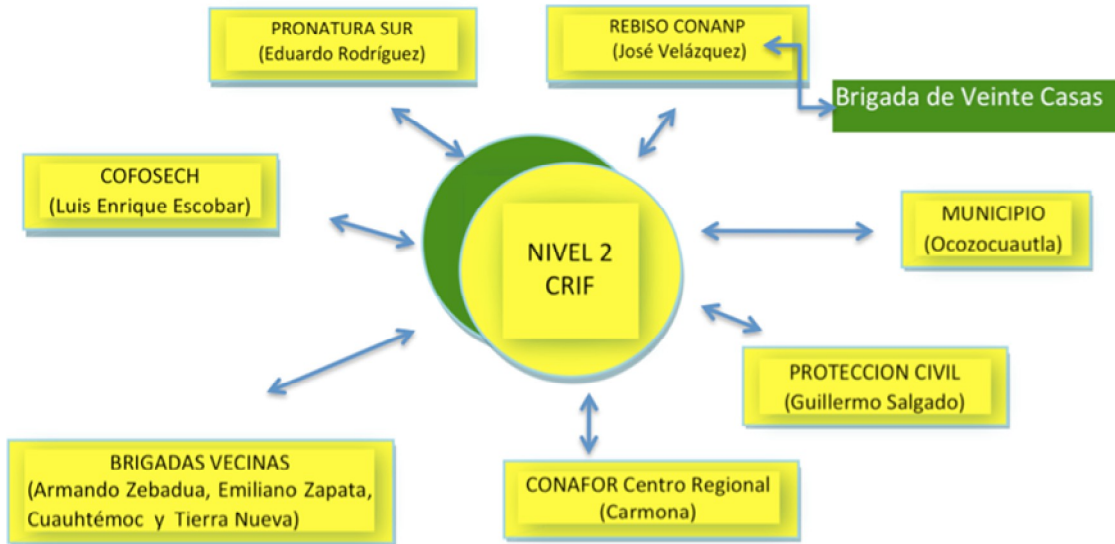 PRONATURA SUR
(Eduardo Rodríguez)
REBISO CONANP
(José Velázquez)
Brigada de Veinte Casas
COFOSECH
(Luis Enrique Escobar)
NIVEL 2
CRIF
MUNICIPIO
(Ocozocuautla)
PROTECCION CIVIL
(Guillermo Salgado)
BRIGADAS VECINAS
(Armando Zebadua, Emiliano Zapata,
Cuauhtémoc y Tierra Nueva)
CONAFOR Centro Regional
(Carmona)